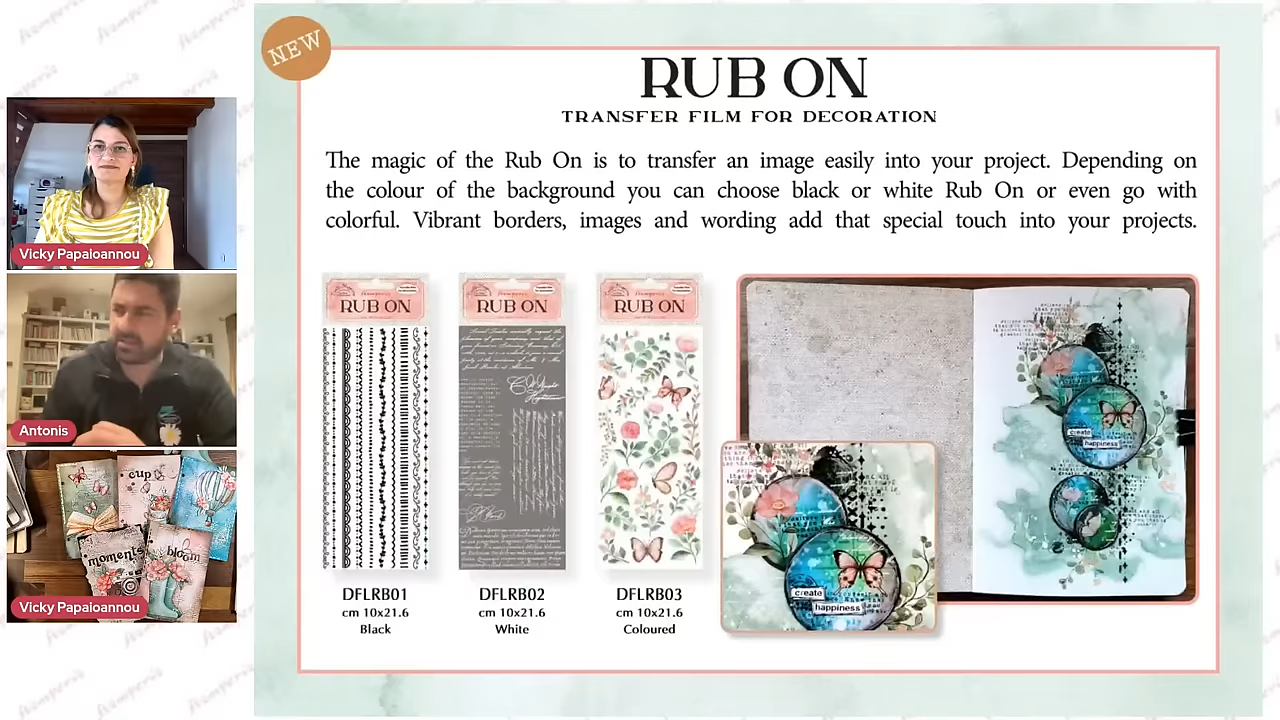 NEW
RUB ON
TRANSFER FILM FOR DECORATION
The magic of the Rub On is to transfer an image easily into your project. Depending on
the colour of the background you can choose black or white Rub On or even go with
colorful. Vibrant borders, images and wording add that special touch into your projects.
RUB ON
RUB ON
RUB ON
DFLRB01
cm 10x21.6
Black
DFLRB02
cm 10x21.6
White
DFLRB03
cm 10x21.6
Coloured
create
happiness
create
happiness
Vicky Papaioannou
Antonis
cup
moments
bloom
Vicky Papaioannou